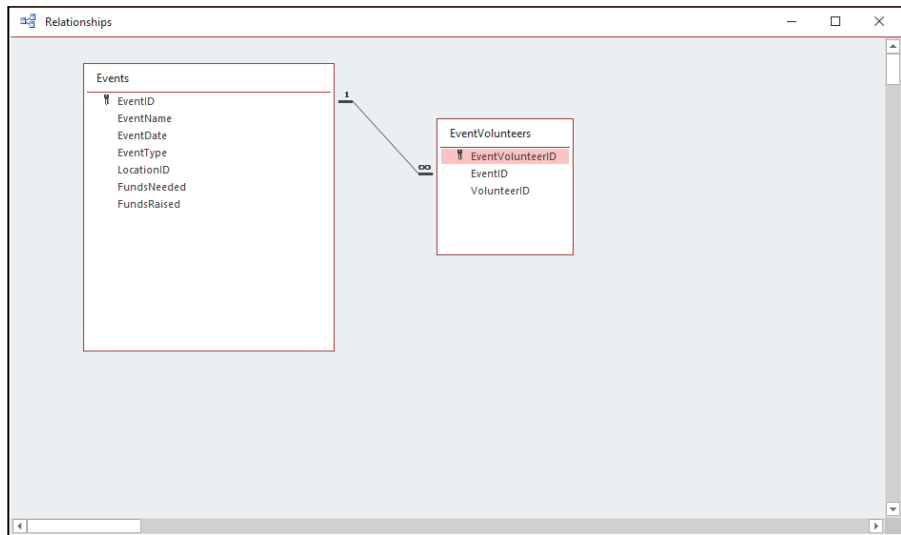 Relationships
Events
EventID
EventName
EventDate
EventType
LocationID
FundsNeeded
FundsRaised
1
∞
EventVolunteers
EventVolunteerID
EventID
VolunteerID